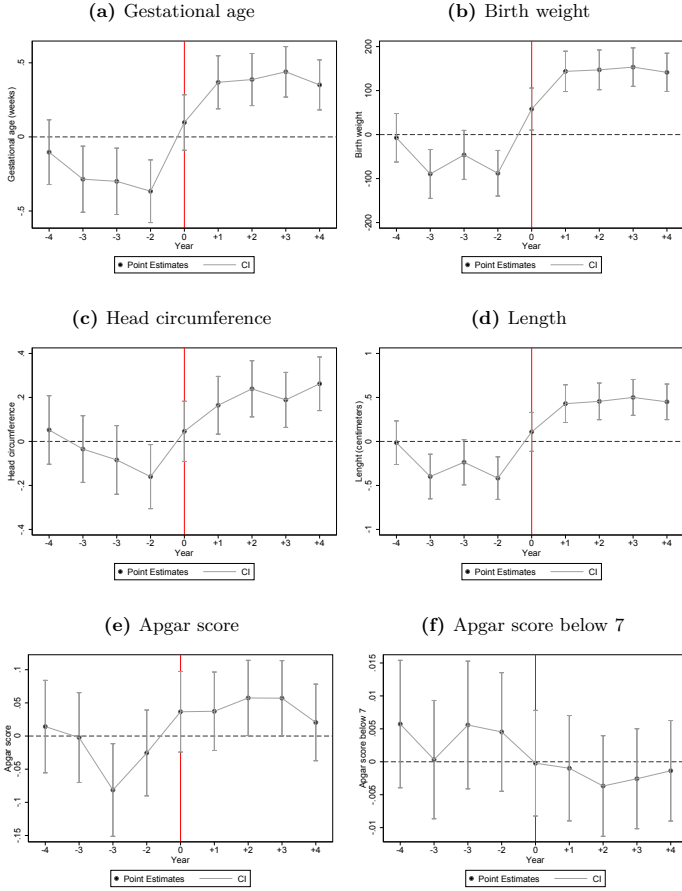 (a) Gestational age
Gestational age (weeks)
.5
0
-.5
-4 -3 -3 -2 0 +1 +2 +3 +4
Year
Point Estimates CI
(b) Birth weight
Birth weight
200
100
0
-100
-200
-4 -3 -3 -2 0 +1 +2 +3 +4
Year
Point Estimates CI
(c) Head circumference
Head circumference
.4
.2
0
-.2
-.4
-4 -3 -3 -2 0 +1 +2 +3 +4
Year
Point Estimates CI
(d) Length
Lenght (centimeters)
1
.5
0
-.5
-1
-4 -3 -3 -2 0 +1 +2 +3 +4
Year
Point Estimates CI
(e) Apgar score
Apgar score
.1
.05
0
-.05
-.1
-.15
-4 -3 -3 -2 0 +1 +2 +3 +4
Year
Point Estimates CI
(f) Apgar score below 7
Apgar score below 7
.015
.01
.005
0
-.005
-.01
-4 -3 -3 -2 0 +1 +2 +3 +4
Year
Point Estimates CI